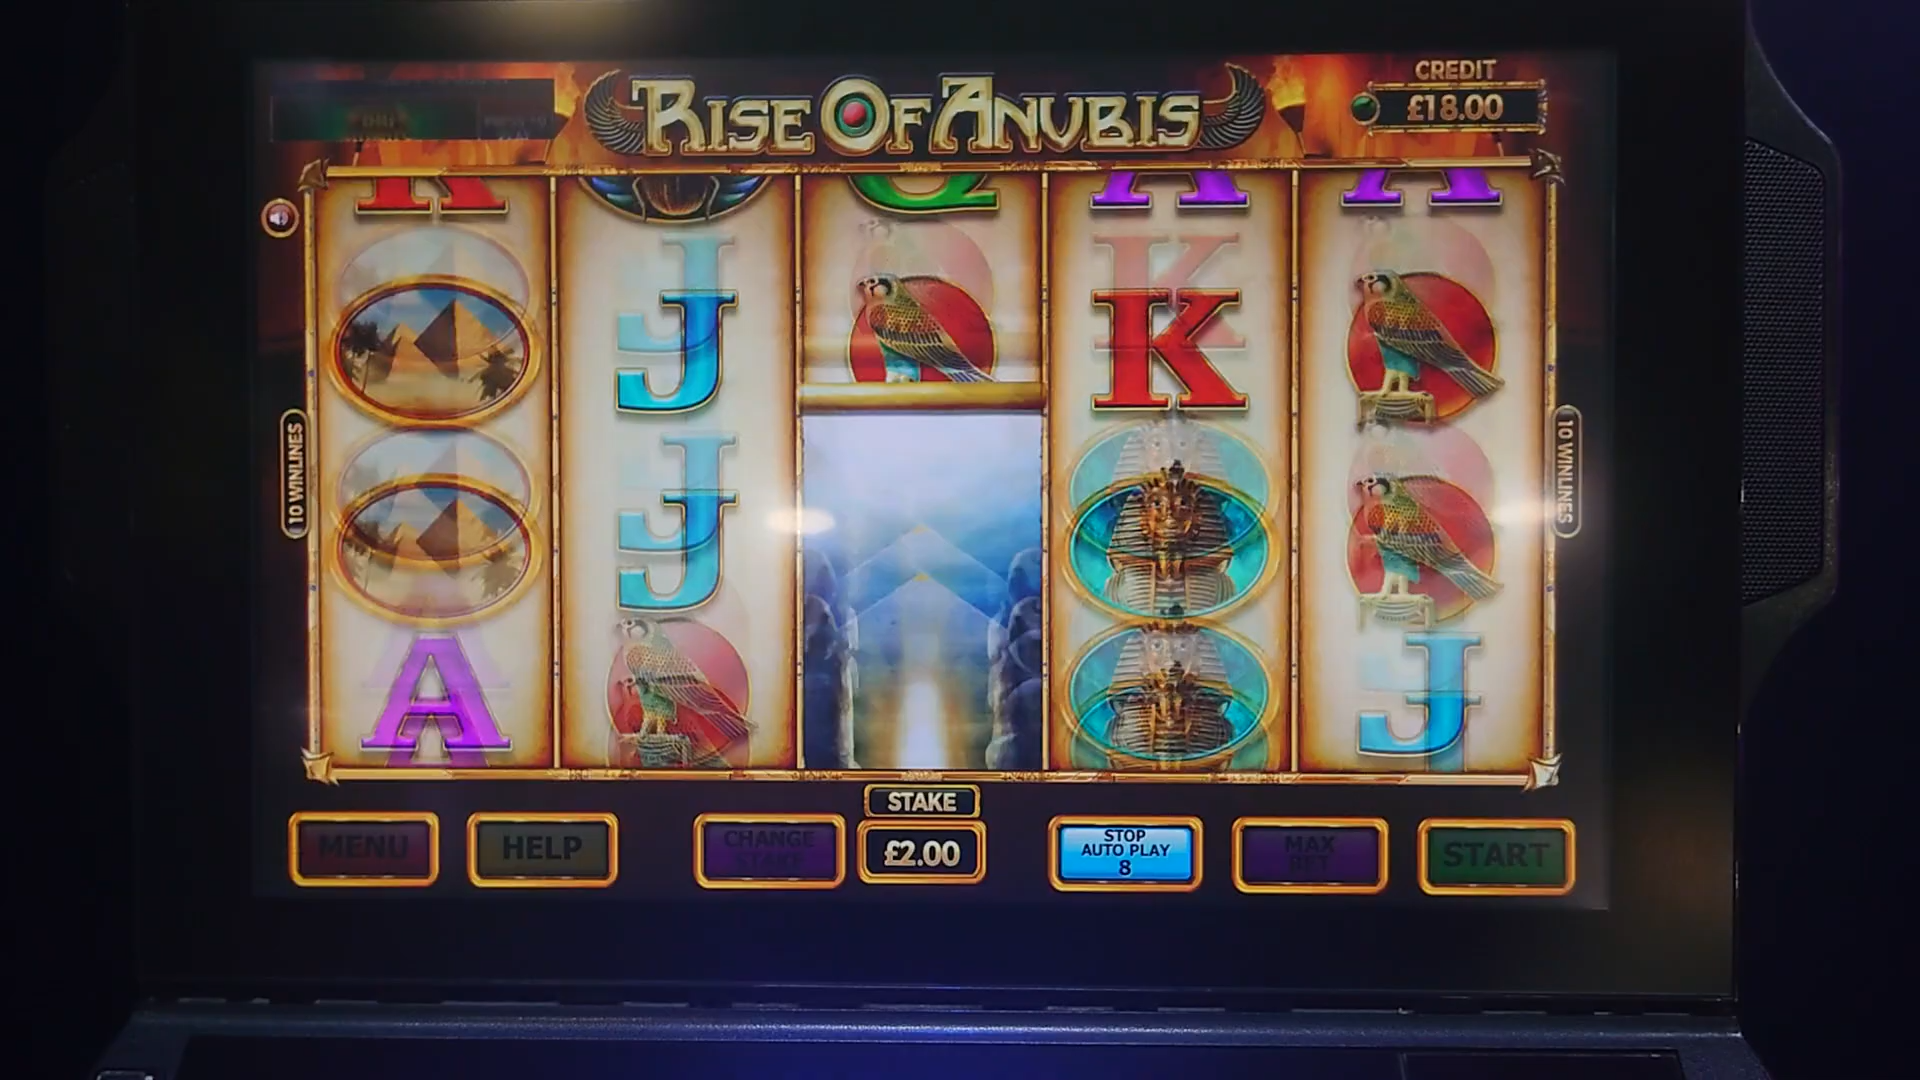 RISE OF ANUBIS
CREDIT
£18.00
K
Q
A
A
J
K
J
A
J
10 WINLINES
10 WINLINES
STAKE
MENU
HELP
CHANGE
STAKE
£2.00
STOP
AUTO PLAY
8
MAX
BET
START